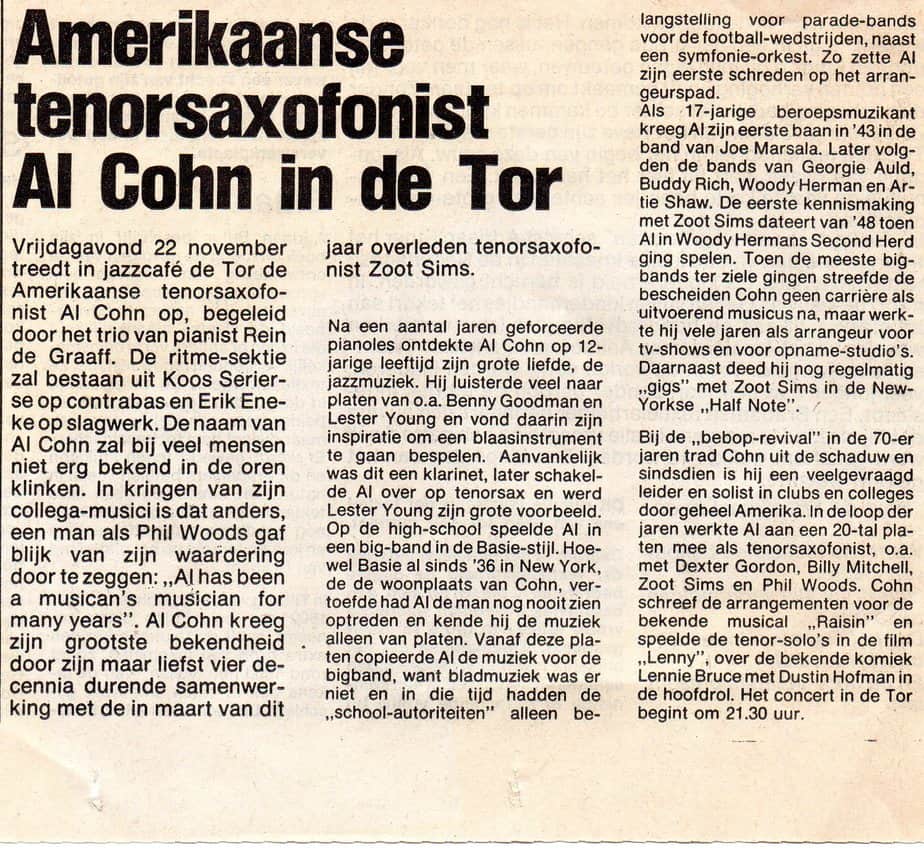 Amerikaanse
tenorsaxofonist
Al Cohn in de Tor
Vrijdagavond 22 november
treedt in jazzcafé de Tor de
Amerikaanse tenorsaxofo-
nist Al Cohn op, begeleid
door het trio van pianist Rein
de Graaff. De ritme-sektie
zal bestaan uit Koos Serier-
se op contrabas en Erik Ene-
ke op slagwerk. De naam van
Al Cohn zal bij veel mensen
niet erg bekend in de oren
klinken. In kringen van zijn
collega-musici is dat anders,
een man als Phil Woods gaf
blijk van zijn waardering
door te zeggen: „Al has been
a musican's musician for
many years". Al Cohn kreeg
zijn grootste bekendheid
door zijn maar liefst vier de-
cennia durende samenwer-
king met de in maart van dit
jaar overleden tenorsaxofo-
nist Zoot Sims.
Na een aantal jaren geforceerde
pianoles ontdekte Al Cohn op 12-
jarige leeftijd zijn grote liefde, de
jazzmuziek. Hij luisterde veel naar
platen van o.a. Benny Goodman en
Lester Young en vond daarin zijn
inspiratie om een blaasinstrument
te gaan bespelen. Aanvankelijk
was dit een klarinet, later schakel-
de Al over op tenorsax en werd
Lester Young zijn grote voorbeeld.
Op de high-school speelde Al in
een big-band in de Basie-stijl. Hoe-
wel Basie al sinds '36 in New York,
de de woonplaats van Cohn, ver-
toefde had Al de man nog nooit zien
optreden en kende hij de muziek
alleen van platen. Vanaf deze pla-
ten copieerde Al de muziek voor de
bigband, want bladmuziek was er
niet en in die tijd hadden de
„school-autoriteiten" alleen be-
langstelling voor parade-bands
voor de football-wedstrijden, naast
een symfonie-orkest. Zo zette Al
zijn eerste schreden op het arran-
geurspad.
Als 17-jarige beroepsmuzikant
kreeg Al zijn eerste baan in '43 in de
band van Joe Marsala. Later volg-
den de bands van Georgie Auld,
Buddy Rich, Woody Herman en Ar-
tie Shaw. De eerste kennismaking
met Zoot Sims dateert van '48 toen
Al in Woody Hermans Second Herd
ging spelen. Toen de meeste big-
bands ter ziele gingen streefde de
bescheiden Cohn geen carrière als
uitvoerend musicus na, maar werk-
te hij vele jaren als arrangeur voor
tv-shows en voor opname-studio's.
Daarnaast deed hij nog regelmatig
„gigs" met Zoot Sims in de New-
Yorkse „Half Note".
Bij de „bebop-revival" in de 70-er
jaren trad Cohn uit de schaduw en
sindsdien is hij een veelgevraagd
leider en solist in clubs en colleges
door geheel Amerika. In de loop der
jaren werkte Al aan een 20-tal pla-
ten mee als tenorsaxofonist, o.a.
met Dexter Gordon, Billy Mitchell,
Zoot Sims en Phil Woods. Cohn
schreef de arrangementen voor de
bekende musical „Raisin" en
speelde de tenor-solo's in de film
„Lenny", over de bekende komiek
Lennie Bruce met Dustin Hofman in
de hoofdrol. Het concert in de Tor
begint om 21.30 uur.